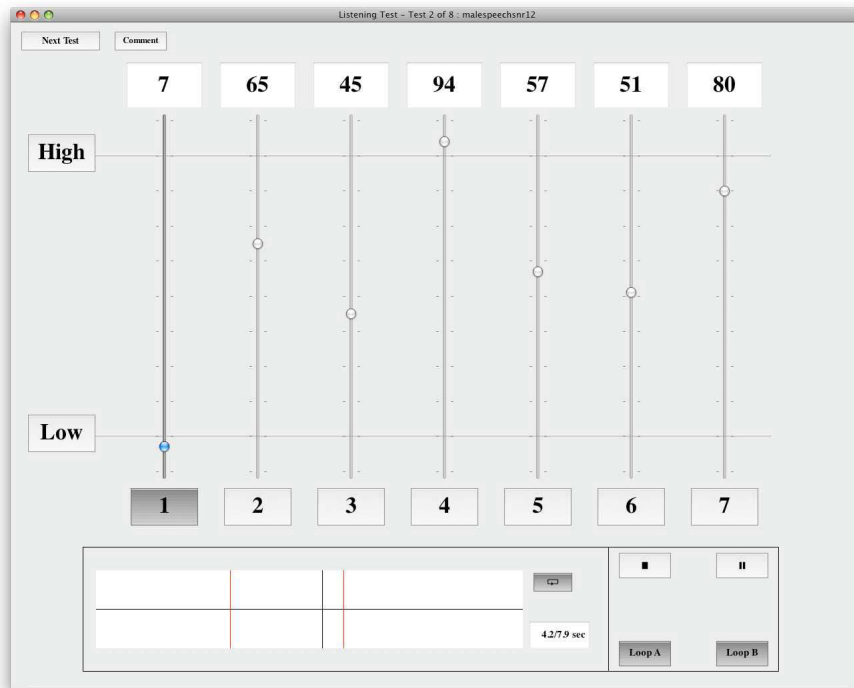 Listening Test - Test 2 of 8 : malespeechsnr12
Next Test Comment
7 65 45 94 57 51 80
High
Low
1 2 3 4 5 6 7
4.2/7.9 sec
Loop A Loop B